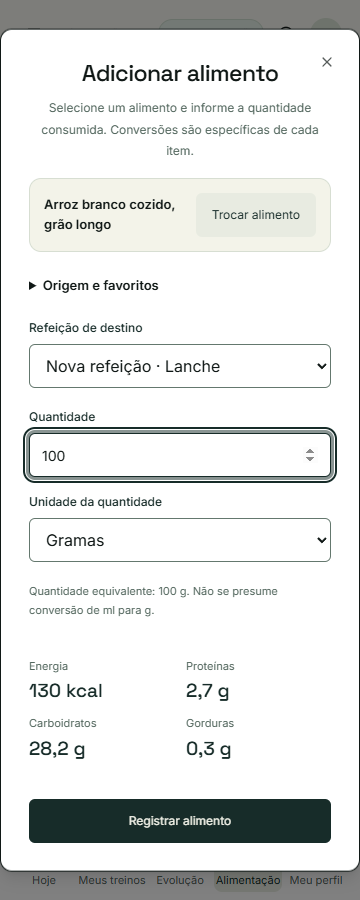 Adicionar alimento
Selecione um alimento e informe a quantidade
consumida. Conversões são específicas de cada
item.
Arroz branco cozido,
grão longo
Trocar alimento
Origem e favoritos
Refeição de destino
Nova refeição · Lanche
Quantidade
100
Unidade da quantidade
Gramas
Quantidade equivalente: 100 g. Não se presume
conversão de ml para g.
Energia
130 kcal
Proteínas
2,7 g
Carboidratos
28,2 g
Gorduras
0,3 g
Registrar alimento
Hoje Meus treinos Evolução Alimentação Meu perfil